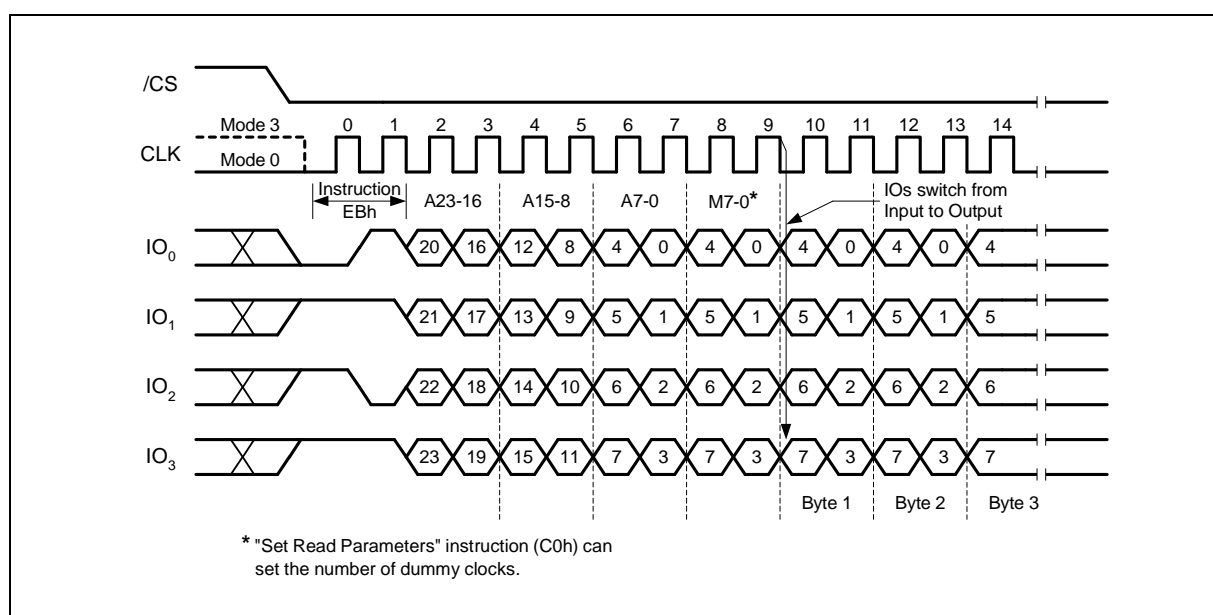 /CS
Mode 3 0 1 2 3 4 5 6 7 8 9 10 11 12 13 14
CLK
Mode 0
Instruction
EBh
A23-16 A15-8 A7-0 M7-0*
IOs switch from
Input to Output
IO0 20 16 12 8 4 0 4 0 4 0 4 0 4
IO1 21 17 13 9 5 1 5 1 5 1 5 1 5
IO2 22 18 14 10 6 2 6 2 6 2 6 2 6
IO3 23 19 15 11 7 3 7 3 7 3 7 3 7
Byte 1 Byte 2 Byte 3
* "Set Read Parameters" instruction (C0h) can
set the number of dummy clocks.